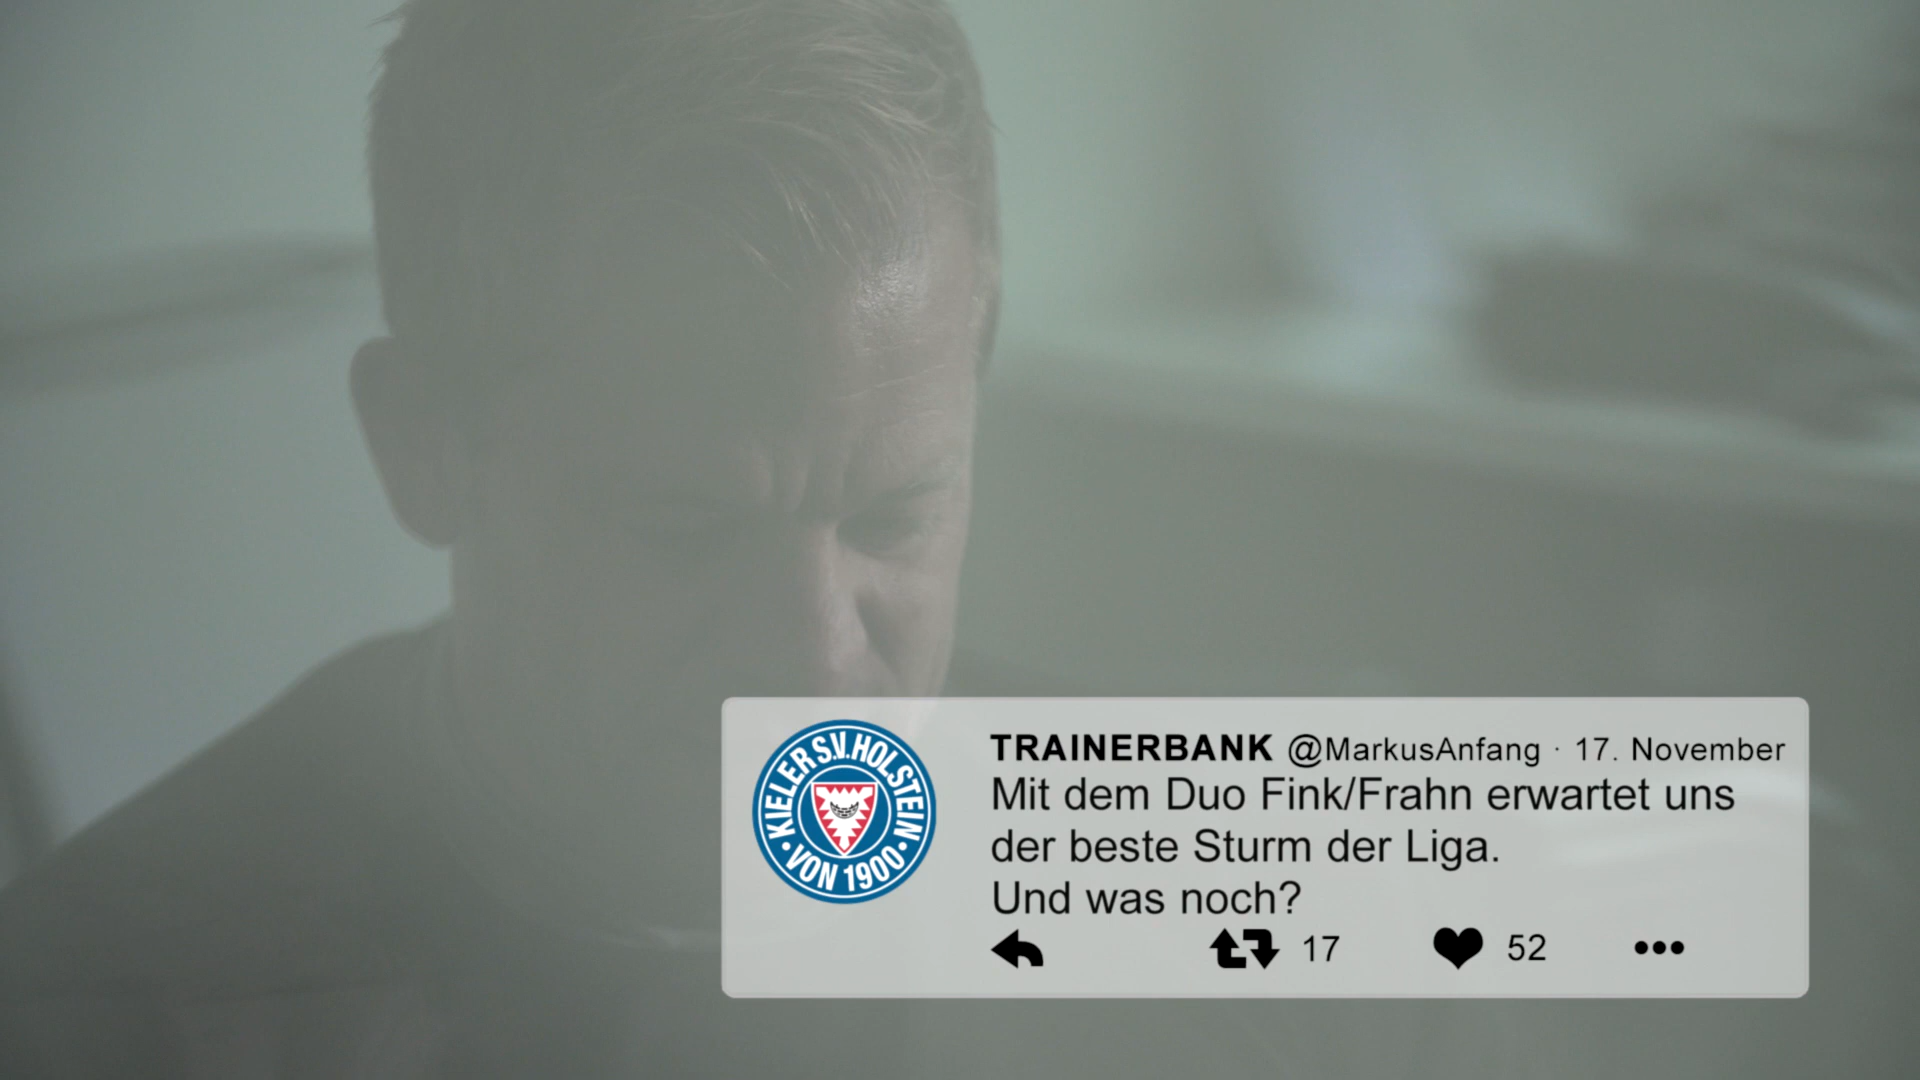 KIELER S.V. HOLSTEIN
• VON 1900 •
TRAINERBANK @MarkusAnfang · 17. November
Mit dem Duo Fink/Frahn erwartet uns
der beste Sturm der Liga.
Und was noch?
17 52